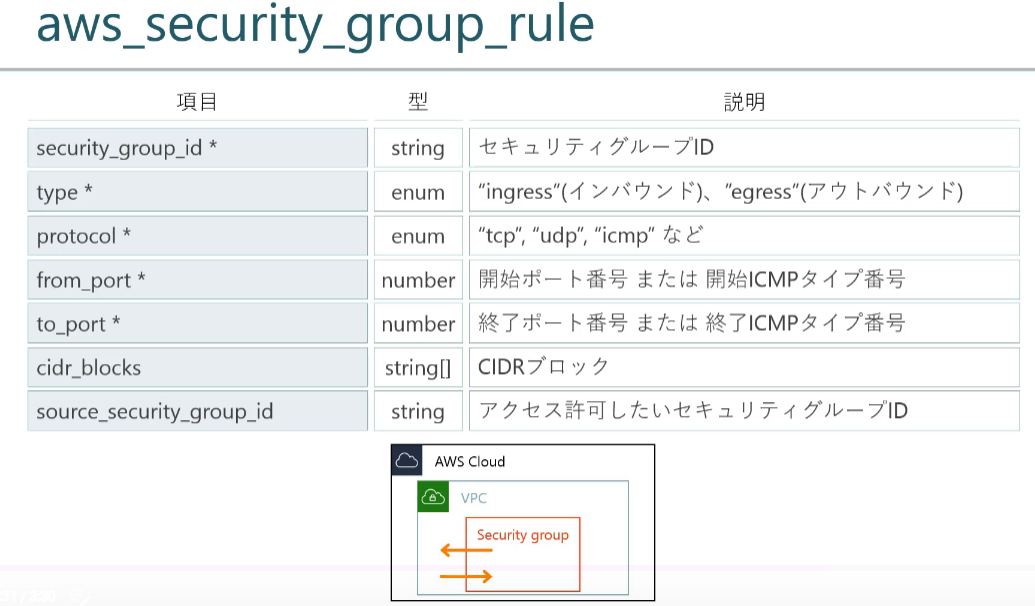 aws_security_group_rule
項目 型 説明
security_group_id * string セキュリティグループID
type * enum “ingress”(インバウンド)、”egress”(アウトバウンド)
protocol * enum “tcp”, “udp”, “icmp” など
from_port * number 開始ポート番号 または 開始ICMPタイプ番号
to_port * number 終了ポート番号 または 終了ICMPタイプ番号
cidr_blocks string[] CIDRブロック
source_security_group_id string アクセス許可したいセキュリティグループID
AWS Cloud
VPC
Security group